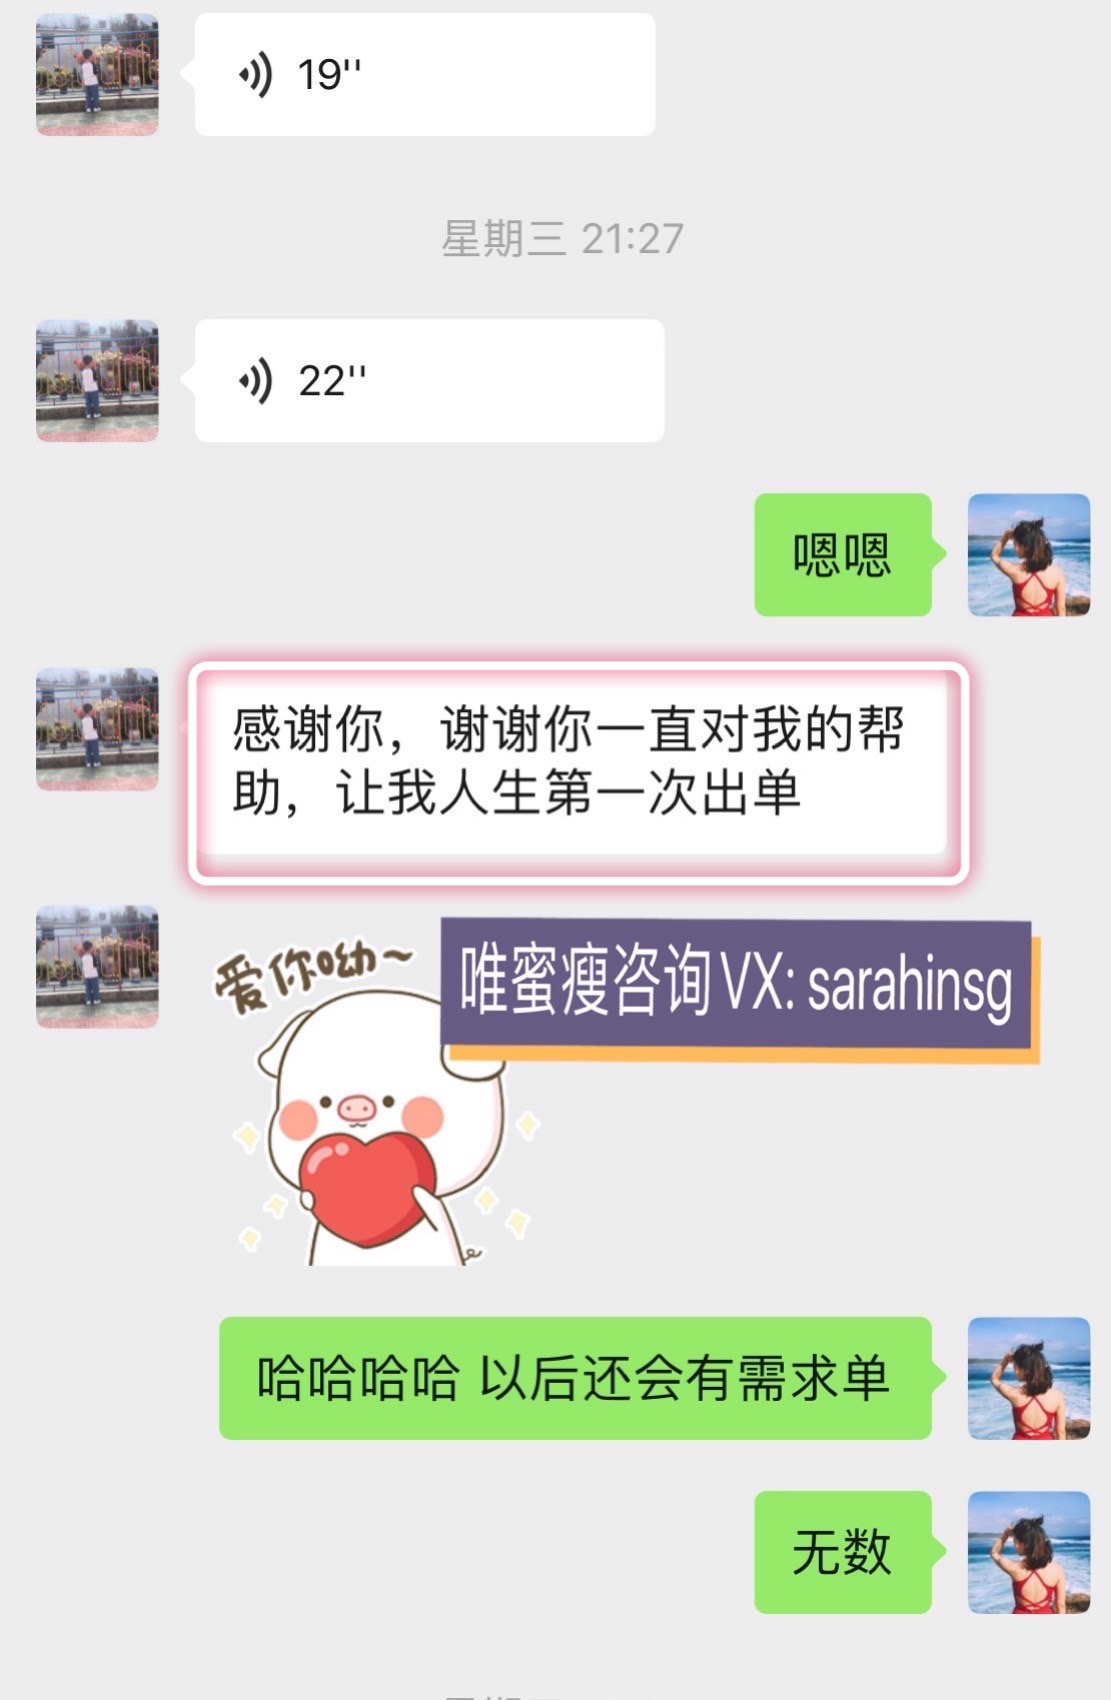 19''
星期三 21:27
22''
嗯嗯
感谢你，谢谢你一直对我的帮
助，让我人生第一次出单
爱你呦~
唯蜜瘦咨询VX: sarahinsg
哈哈哈哈 以后还会有需求单
无数